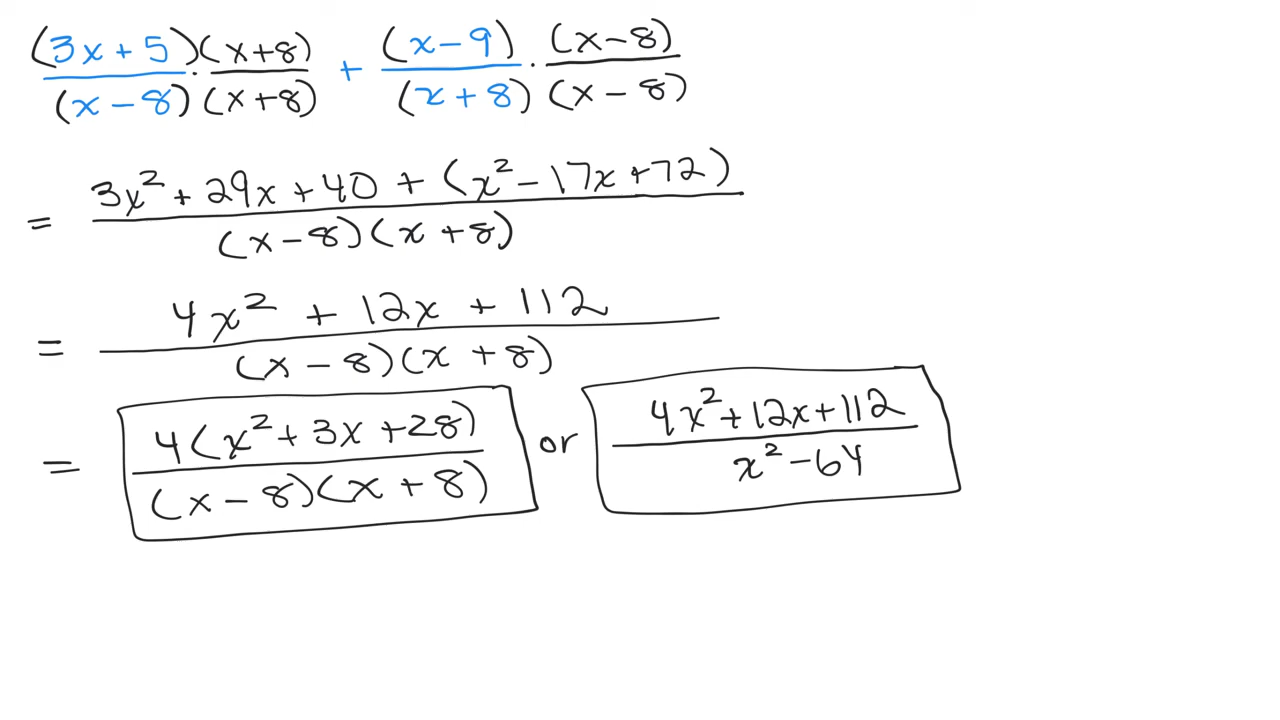 (3x + 5)/(x − 8) · (x+8)/(x+8) + (x − 9)/(x + 8) · (x − 8)/(x − 8)
= (3x² + 29x + 40 + (x² − 17x + 72))/((x − 8)(x + 8))
= (4x² + 12x + 112)/((x − 8)(x + 8))
= 4(x² + 3x + 28)/((x − 8)(x + 8)) or (4x² + 12x + 112)/(x² − 64)